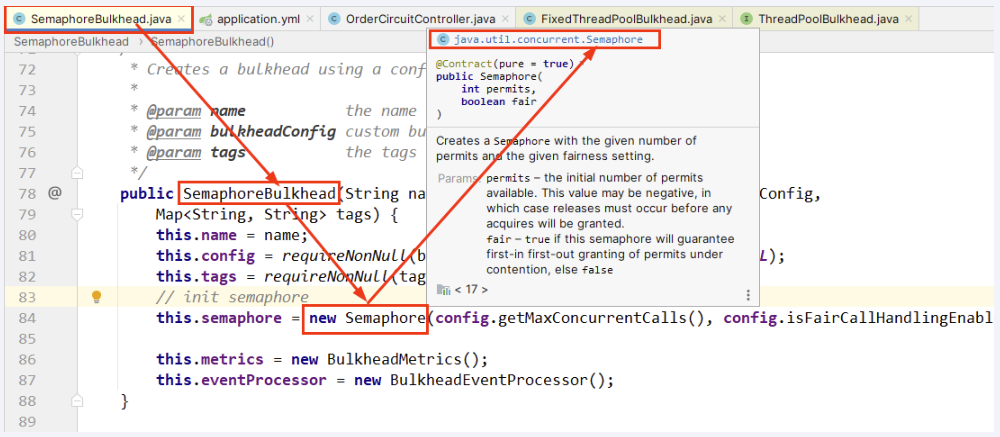 SemaphoreBulkhead.java application.yml OrderCircuitController.java FixedThreadPoolBulkhead.java ThreadPoolBulkhead.java
SemaphoreBulkhead SemaphoreBulkhead()
72 * Creates a bulkhead using a conf
73 *
74 * @param name the name
75 * @param bulkheadConfig custom bu
76 * @param tags the tags
77 */
78 @ public SemaphoreBulkhead(String na Config,
79 Map<String, String> tags) {
80 this.name = name;
81 this.config = requireNonNull(b L);
82 this.tags = requireNonNull(tag
83 // init semaphore
84 this.semaphore = new Semaphore(config.getMaxConcurrentCalls(), config.isFairCallHandlingEnabl
85
86 this.metrics = new BulkheadMetrics();
87 this.eventProcessor = new BulkheadEventProcessor();
88 }
89
java.util.concurrent.Semaphore
@Contract(pure = true)
public Semaphore(
int permits,
boolean fair
)
Creates a Semaphore with the given number of
permits and the given fairness setting.
Params: permits – the initial number of permits
available. This value may be negative, in
which case releases must occur before any
acquires will be granted.
fair – true if this semaphore will guarantee
first-in first-out granting of permits under
contention, else false
< 17 >